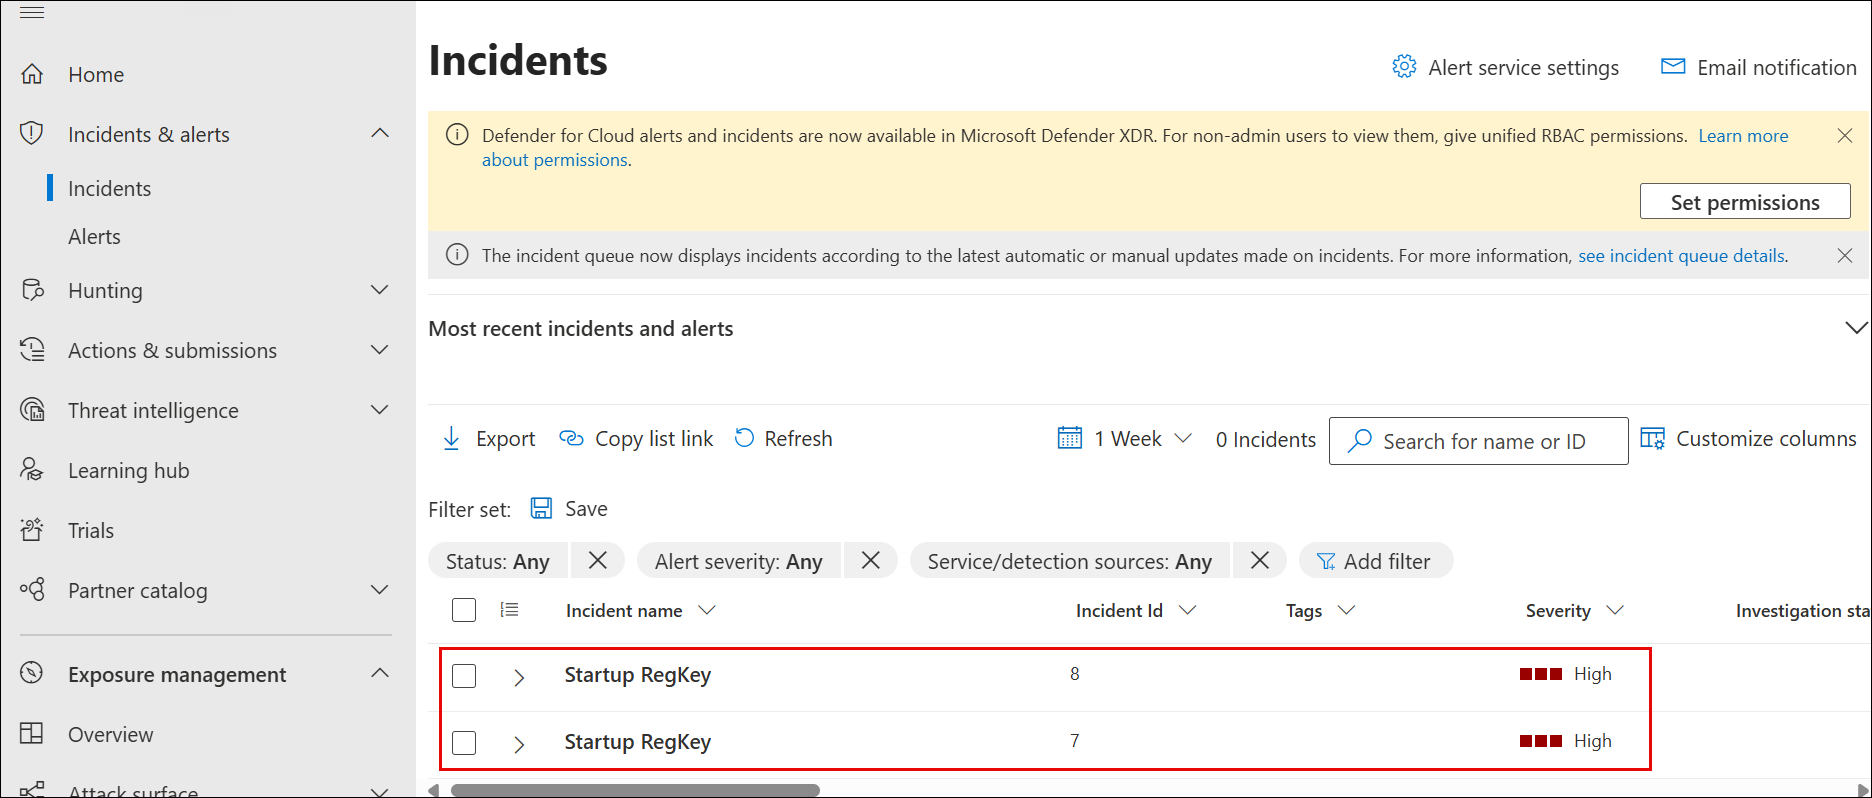 Home
Incidents & alerts
Incidents
Alerts
Hunting
Actions & submissions
Threat intelligence
Learning hub
Trials
Partner catalog
Exposure management
Overview
Attack surface
Incidents
Alert service settings
Email notification
Defender for Cloud alerts and incidents are now available in Microsoft Defender XDR. For non-admin users to view them, give unified RBAC permissions. Learn more
about permissions.
Set permissions
The incident queue now displays incidents according to the latest automatic or manual updates made on incidents. For more information, see incident queue details.
Most recent incidents and alerts
Export Copy list link Refresh 1 Week 0 Incidents Search for name or ID Customize columns
Filter set: Save
Status: Any Alert severity: Any Service/detection sources: Any Add filter
Incident name Incident Id Tags Severity Investigation sta
Startup RegKey 8 High
Startup RegKey 7 High